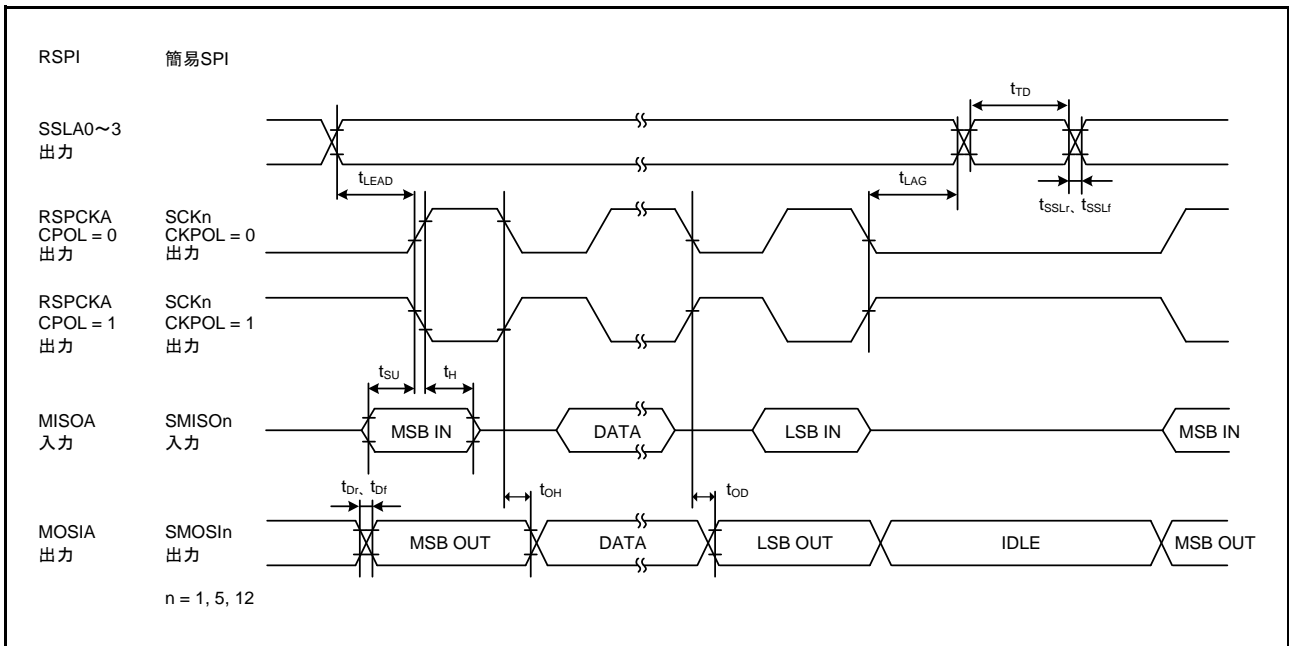 RSPI 簡易SPI
tTD
SSLA0~3
出力
tLEAD
tLAG
tSSLr、tSSLf
RSPCKA SCKn
CPOL = 0 CKPOL = 0
出力 出力
RSPCKA SCKn
CPOL = 1 CKPOL = 1
出力 出力
tSU tH
MISOA SMISOn
入力 入力
MSB IN DATA LSB IN MSB IN
tDr、tDf tOH tOD
MOSIA SMOSIn
出力 出力
MSB OUT DATA LSB OUT IDLE MSB OUT
n = 1, 5, 12